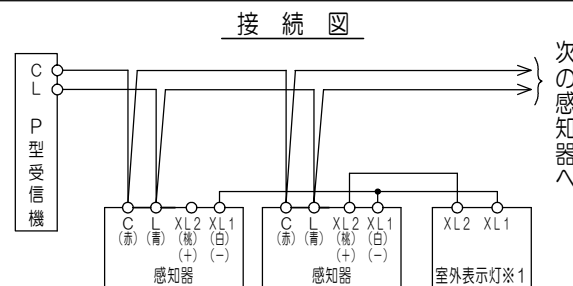 接続図
C
L
P型受信機
次の感知器へ
C L XL2 XL1
(赤) (青) (桃) (白)
(+) (−)
感知器
C L XL2 XL1
(赤) (青) (桃) (白)
(+) (−)
感知器
XL2 XL1
室外表示灯※1